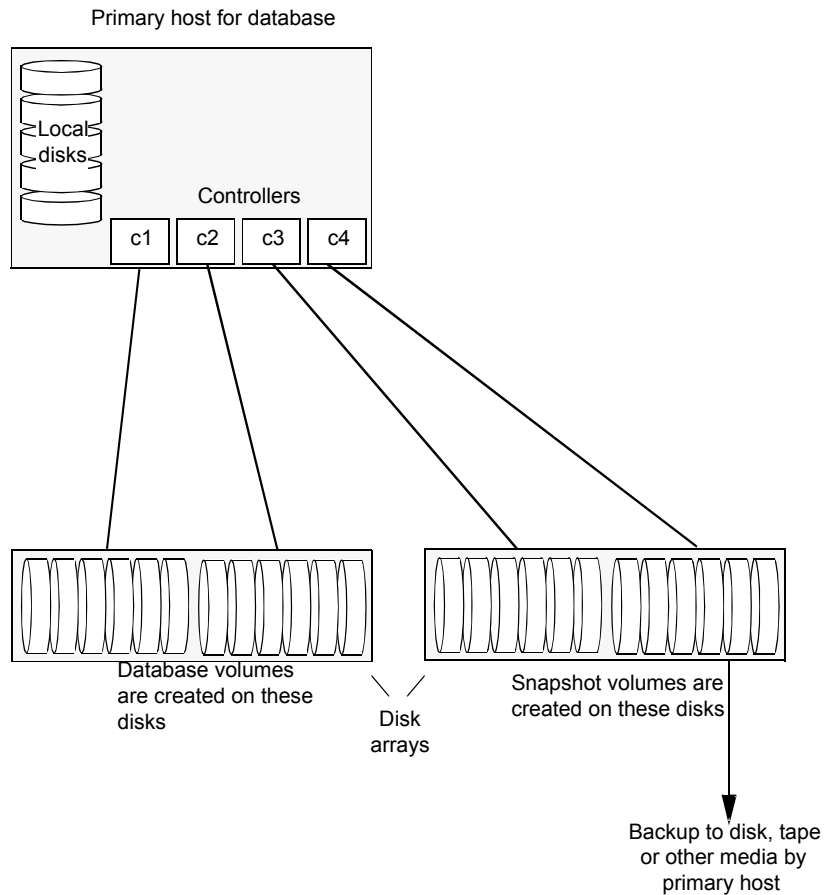 Primary host for database
Local
disks
Controllers
c1 c2 c3 c4
Database volumes
are created on these
disks
Disk
arrays
Snapshot volumes are
created on these disks
Backup to disk, tape
or other media by
primary host